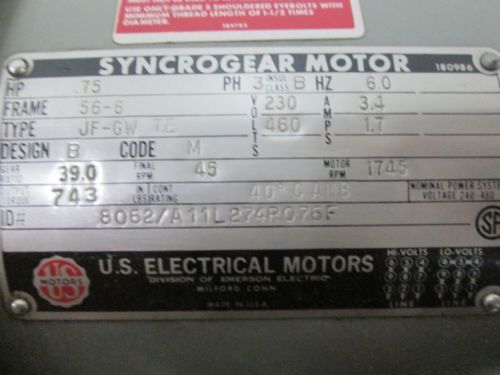 USE ONLY GRADE 5 SHOULDERED EYEBOLTS WITH
MINIMUM THREAD LENGTH OF 1-1/2 TIMES
DIAMETER.
SYNCROGEAR MOTOR 180986
HP .75 PH 3 INSUL CLASS B HZ 60
FRAME 56-6 VOLTS 230 AMPS 3.4
TYPE JF-GW TE 460 1.7
DESIGN B CODE M
GEAR 39.0 FINAL RPM 45 MOTOR RPM 1745
743 IN LBS CONT RATING 40° C AMB NOMINAL POWER SYSTEM
VOLTAGE 240 480
ID# 8062/A11L274R076F
US MOTORS
U.S. ELECTRICAL MOTORS
DIVISION OF EMERSON ELECTRIC
MILFORD CONN.
MADE IN U.S.A.
HI-VOLTS LO-VOLTS
LINE LINE